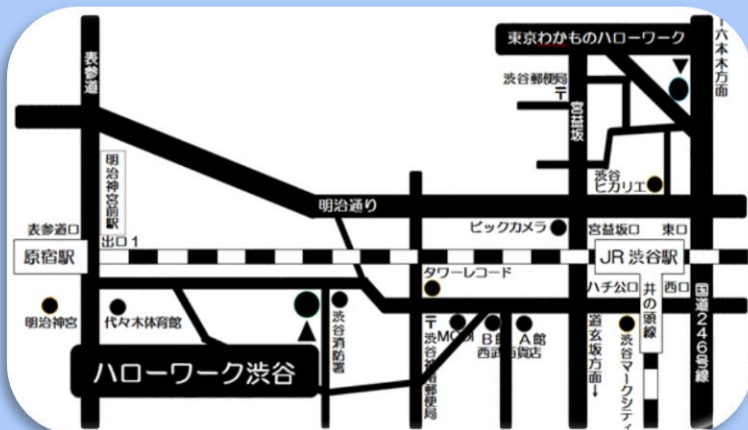 東京わかものハローワーク
六本木方面
表参道
渋谷郵便局
〒
宮益坂
明治神宮前駅
渋谷
ヒカリエ
明治通り
表参道口
出口1
ビックカメラ
宮益坂口
東口
原宿駅
JR 渋谷駅
タワーレコード
ハチ公口
西口
井の頭線
国道246号線
明治神宮
代々木体育館
渋谷消防署
〒
MODI
B館
A館
西武百貨店
道玄坂方面→
渋谷マークシティ
ハローワーク渋谷